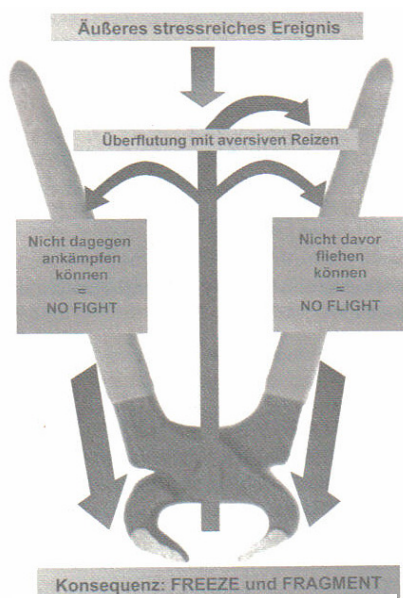 Äußeres stressreiches Ereignis
Überflutung mit aversiven Reizen
Nicht dagegen
ankämpfen
können
=
NO FIGHT
Nicht davor
fliehen
können
=
NO FLIGHT
Konsequenz: FREEZE und FRAGMENT